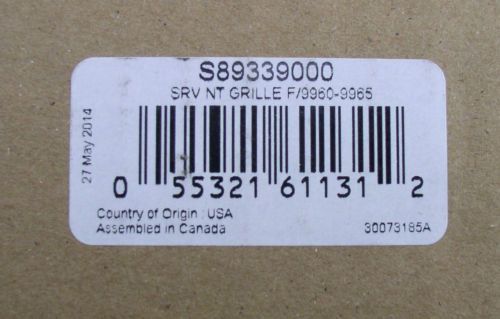 S89339000
SRV NT GRILLE F/9960-9965
27 May 2014
0 55321 61131 2
Country of Origin : USA
Assembled in Canada
30073185A